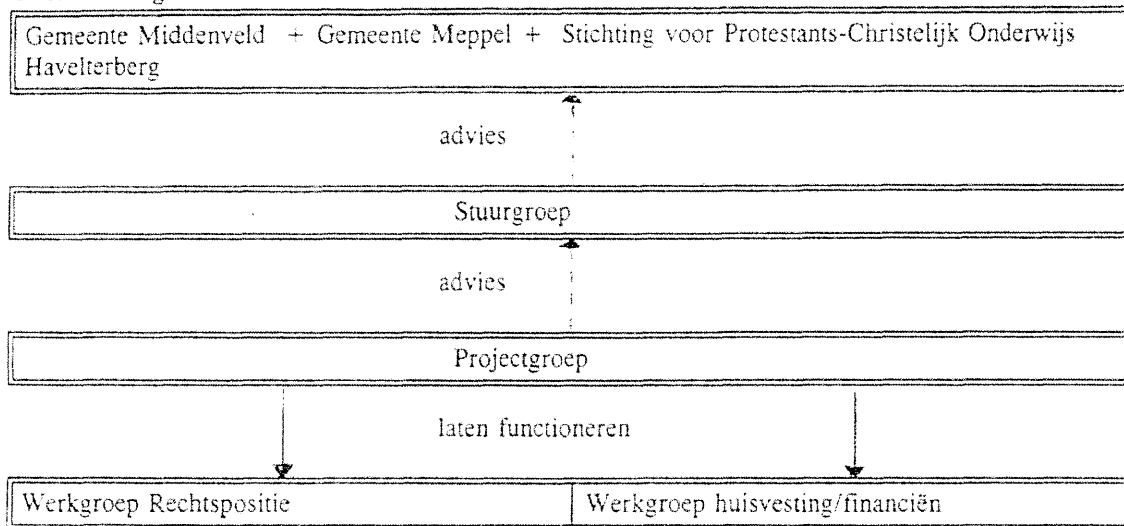 Gemeente Middenveld + Gemeente Meppel + Stichting voor Protestants-Christelijk Onderwijs
Havelterberg
advies
Stuurgroep
advies
Projectgroep
laten functioneren
Werkgroep Rechtspositie
Werkgroep huisvesting/financiën